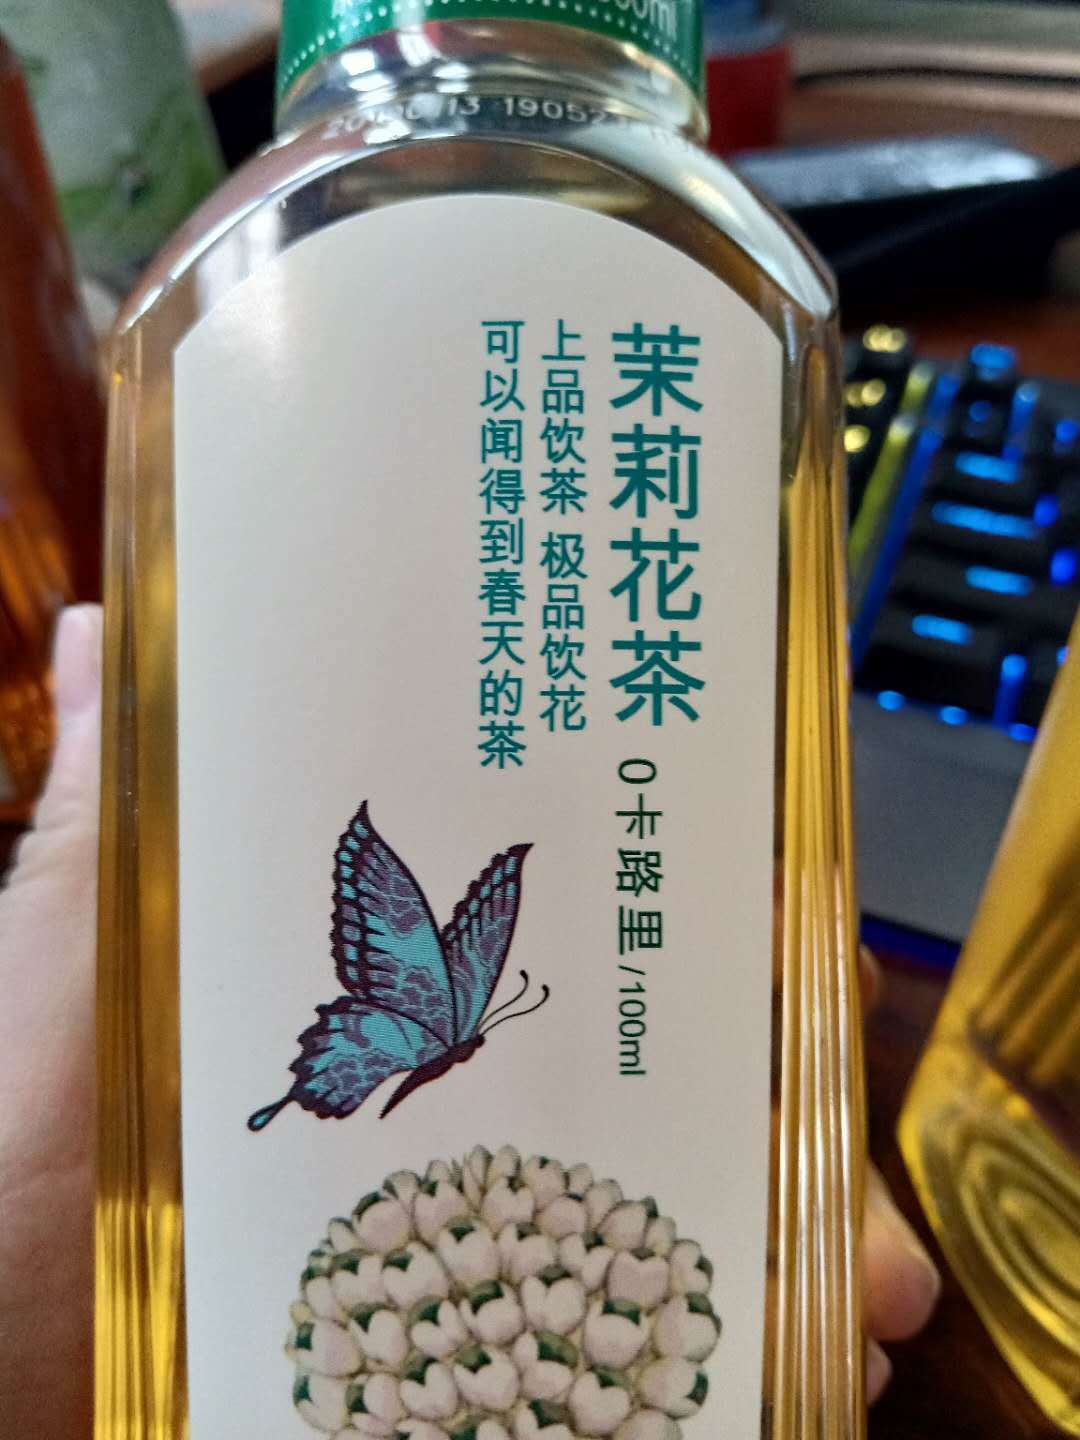 茉莉花茶
0卡路里/100ml
上品饮茶 极品饮花
可以闻得到春天的茶